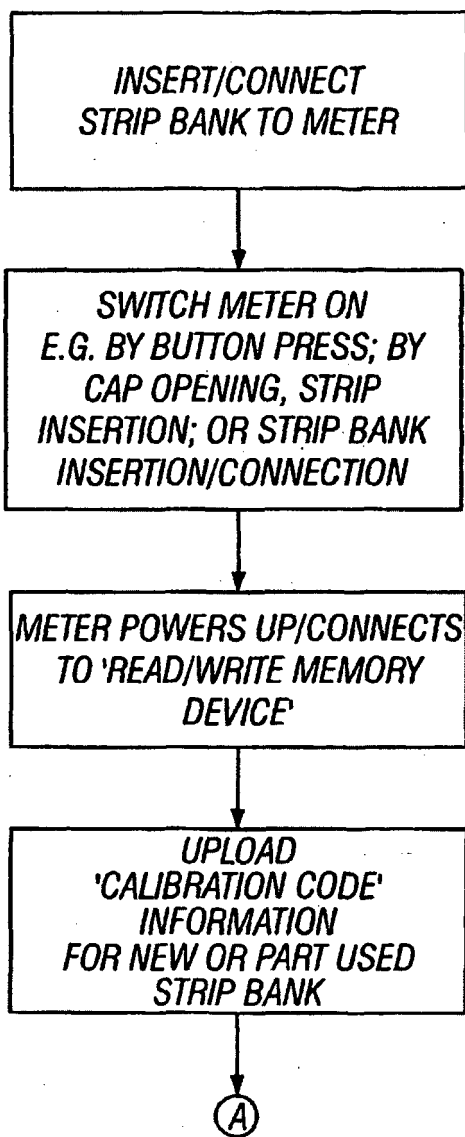 INSERT/CONNECT
STRIP BANK TO METER
SWITCH METER ON
E.G. BY BUTTON PRESS; BY
CAP OPENING, STRIP
INSERTION; OR STRIP BANK
INSERTION/CONNECTION
METER POWERS UP/CONNECTS
TO 'READ/WRITE MEMORY
DEVICE'
UPLOAD
'CALIBRATION CODE'
INFORMATION
FOR NEW OR PART USED
STRIP BANK
A